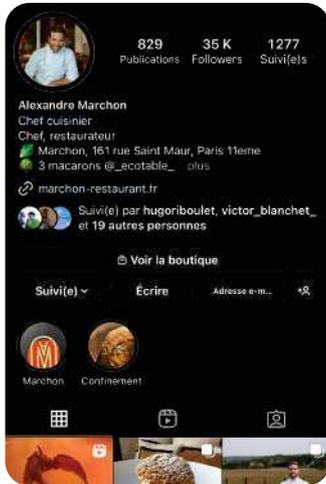 829 35 K 1277
Publications Followers Suivi(e)s
Alexandre Marchon
Chef cuisinier
Chef, restaurateur
Marchon, 161 rue Saint Maur, Paris 11eme
3 macarons @_ecotable_ plus
marchon-restaurant.fr
Suivi(e) par hugoriboulet, victor_blanchet_
et 19 autres personnes
Voir la boutique
Suivi(e) Écrire Adresse e-m...
Marchon Confinement